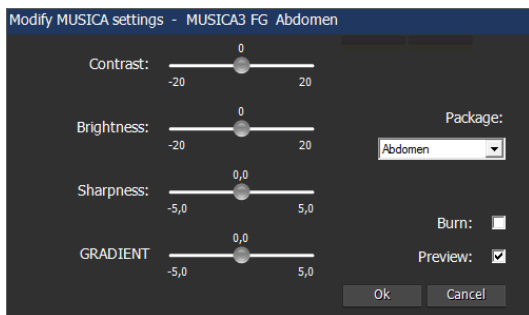 Modify MUSICA settings - MUSICA3 FG Abdomen
Contrast:
0
-20
20
Brightness:
0
-20
20
Sharpness:
0,0
-5,0
5,0
GRADIENT
0,0
-5,0
5,0
Package:
Abdomen
Burn:
Preview:
Ok
Cancel